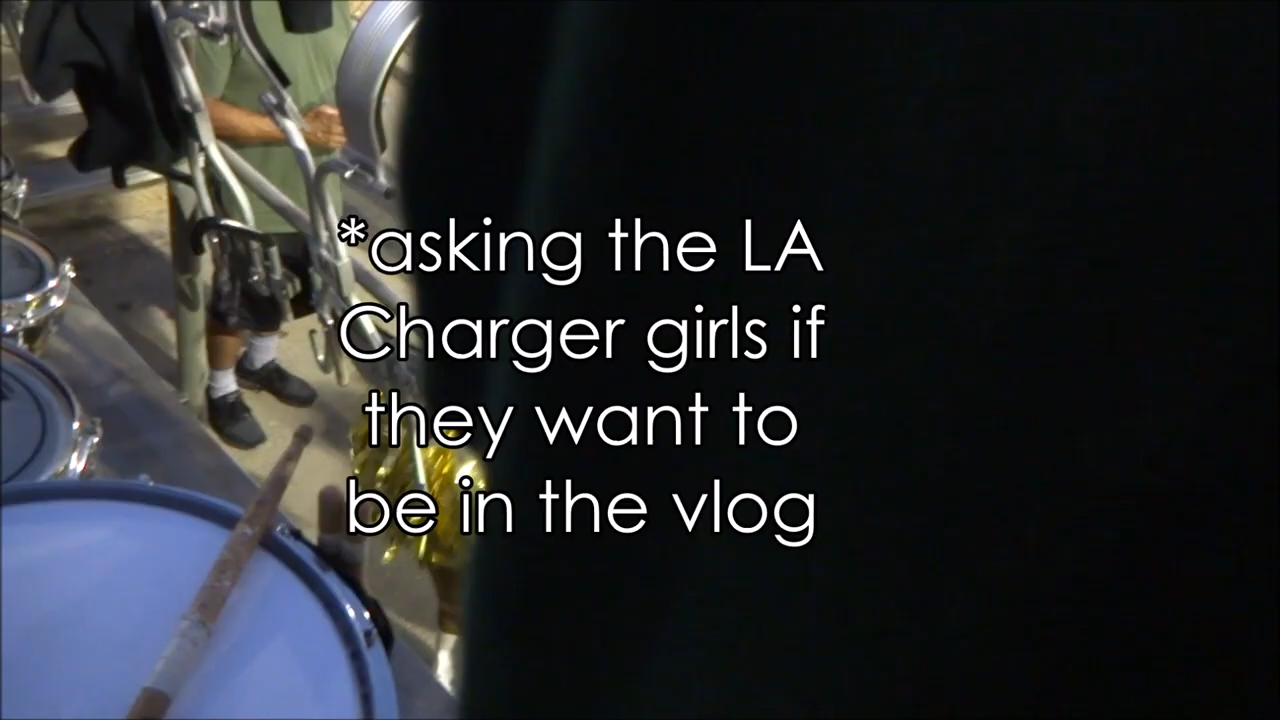 *asking the LA
Charger girls if
they want to
be in the vlog